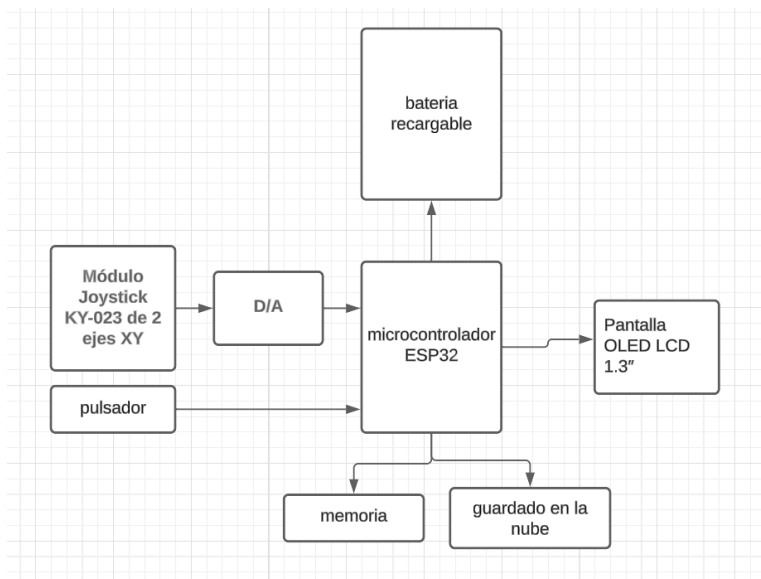 bateria
recargable
Módulo
Joystick
KY-023 de 2
ejes XY
D/A
microcontrolador
ESP32
Pantalla
OLED LCD
1.3″
pulsador
memoria
guardado en la
nube